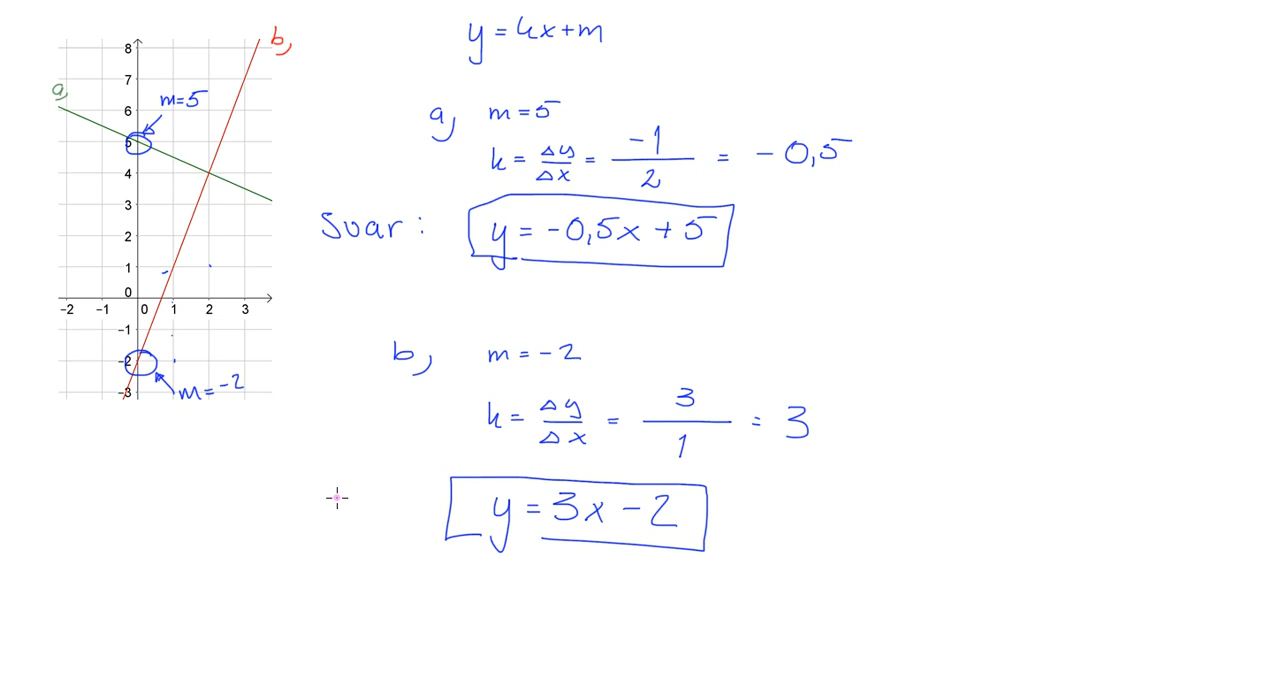 y = kx + m
b,
8
7
a,
m=5
6
5
4
3
2
1
0
-2 -1 0 1 2 3
-1
-2
-3
m=-2
a, m = 5
k = Δy/Δx = -1/2 = -0,5
Svar: y = -0,5x + 5
b, m = -2
k = Δy/Δx = 3/1 = 3
y = 3x - 2